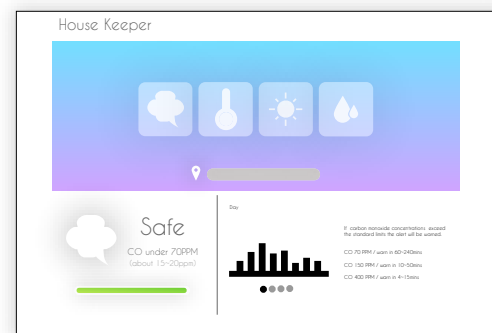 House Keeper
Safe
CO under 70PPM
(about 15~20ppm)
Day
If carbon monoxide concentrations exceed
the standard limits the alert will be warned.
CO 70 PPM / warn in 60~240mins
CO 150 PPM / warn in 10~50mins
CO 400 PPM / warn in 4~15mins